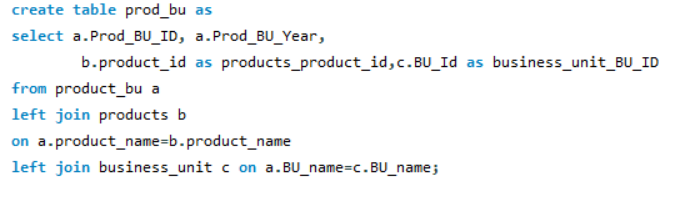 create table prod_bu as
select a.Prod_BU_ID, a.Prod_BU_Year,
b.product_id as products_product_id,c.BU_Id as business_unit_BU_ID
from product_bu a
left join products b
on a.product_name=b.product_name
left join business_unit c on a.BU_name=c.BU_name;